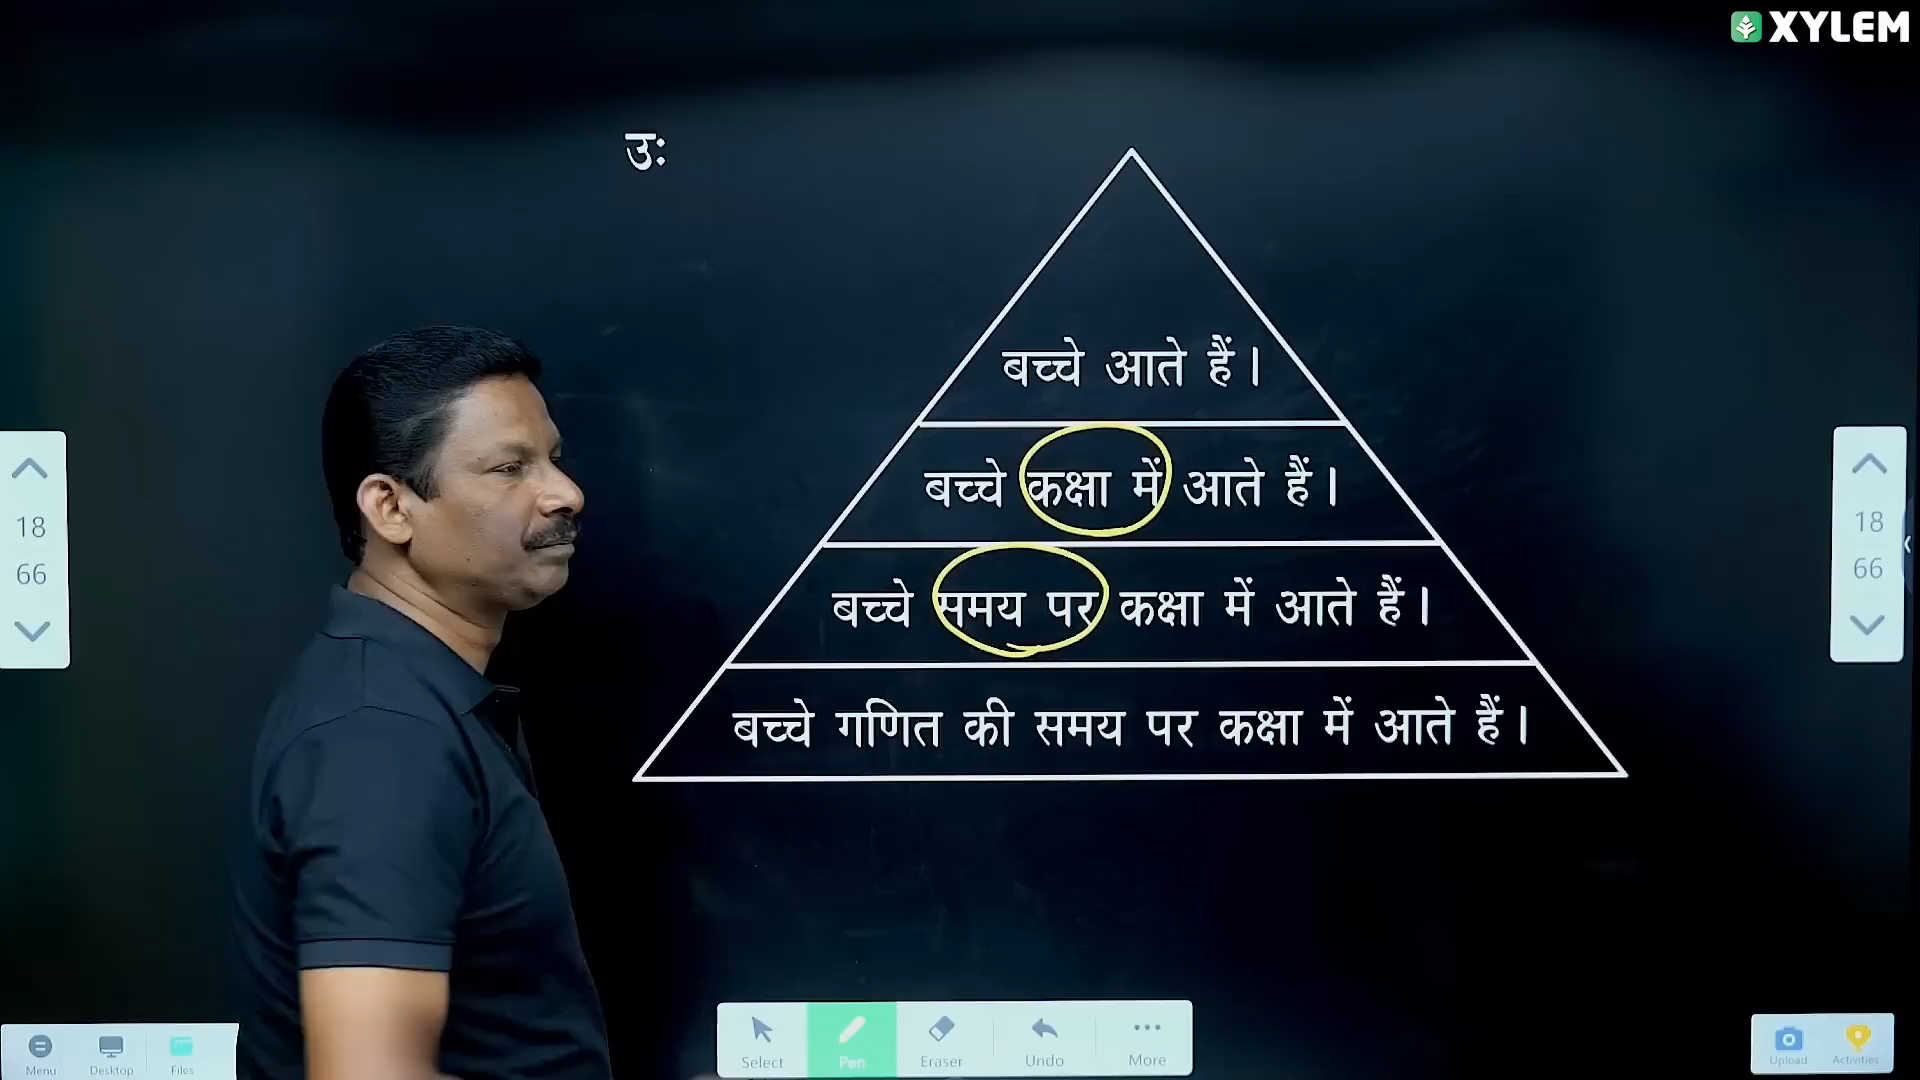 XYLEM
उः
बच्चे आते हैं।
बच्चे कक्षा में आते हैं।
बच्चे समय पर कक्षा में आते हैं।
बच्चे गणित की समय पर कक्षा में आते हैं।
18
66
18
66
Menu
Desktop
Files
Select
Pen
Eraser
Undo
More
Upload
Activities